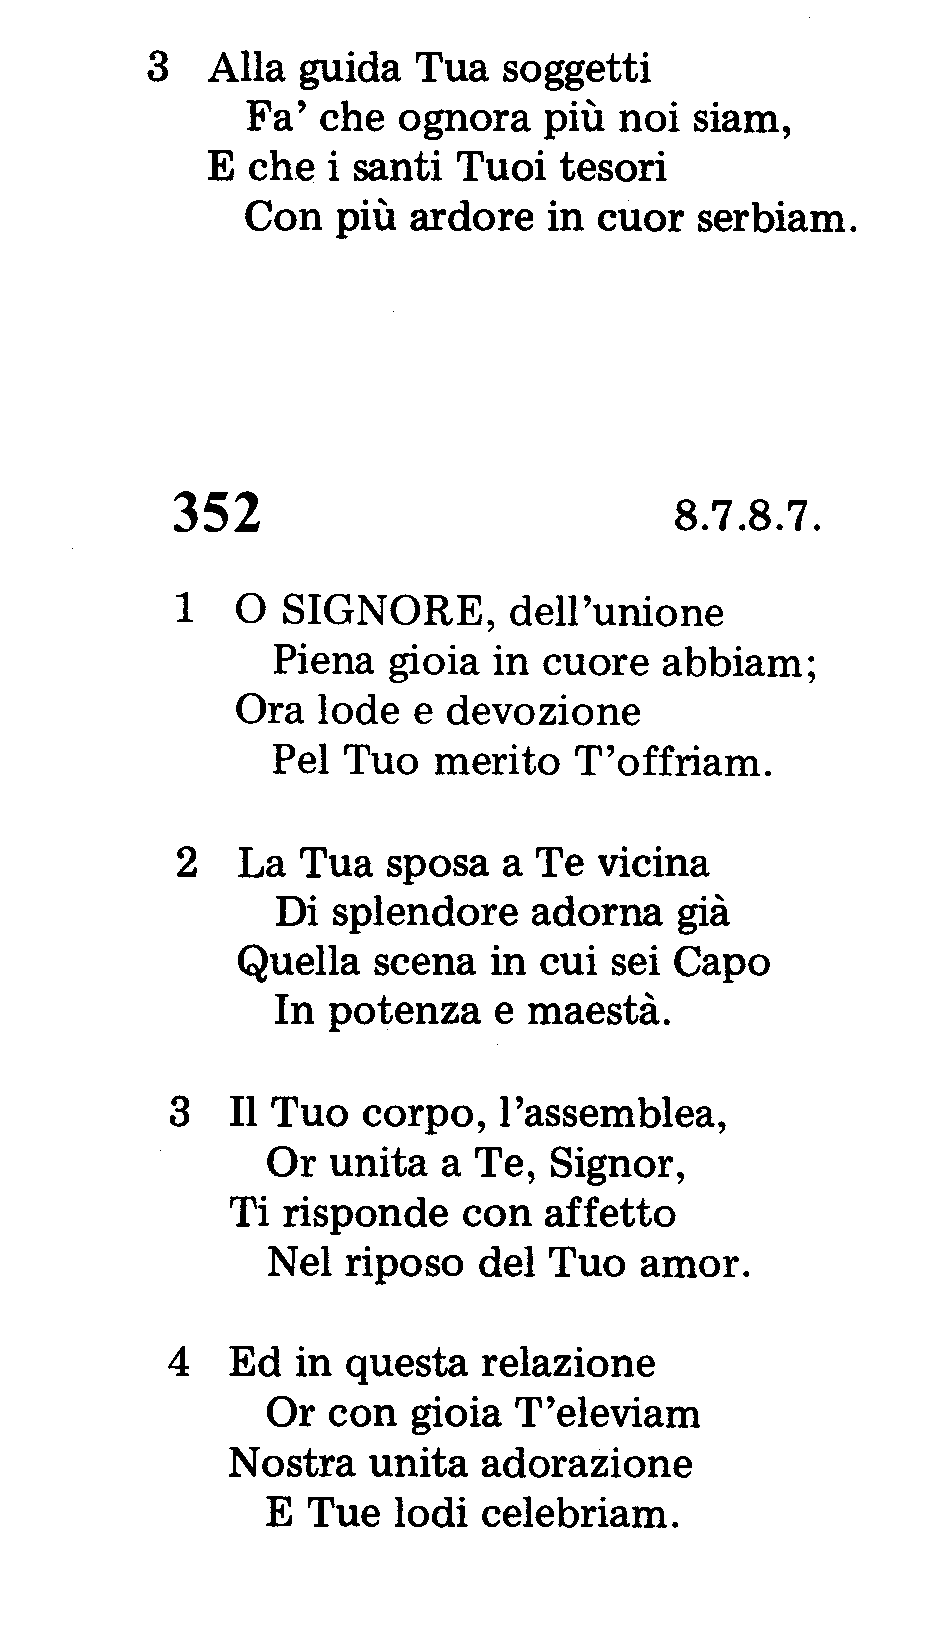 3 Alla guida Tua soggetti
Fa’ che ognora più noi siam,
E che i santi Tuoi tesori
Con più ardore in cuor serbiam.
352 8.7.8.7.
1 O SIGNORE, dell’unione
Piena gioia in cuore abbiam;
Ora lode e devozione
Pel Tuo merito T’offriam.
2 La Tua sposa a Te vicina
Di splendore adorna già
Quella scena in cui sei Capo
In potenza e maestà.
3 Il Tuo corpo, l’assemblea,
Or unita a Te, Signor,
Ti risponde con affetto
Nel riposo del Tuo amor.
4 Ed in questa relazione
Or con gioia T’eleviam
Nostra unita adorazione
E Tue lodi celebriam.